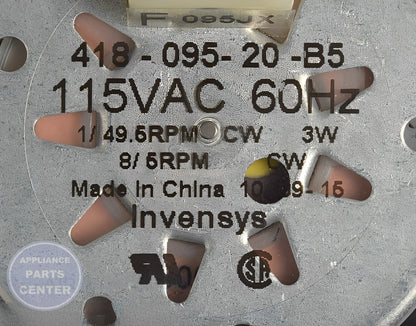 F 095JX
418 - 095- 20 -B5
115VAC 60Hz
1/ 49.5RPM CW 3W
8/ 5RPM CW
Made In China 10 29- 15
Invensys
APPLIANCE
PARTS
CENTER